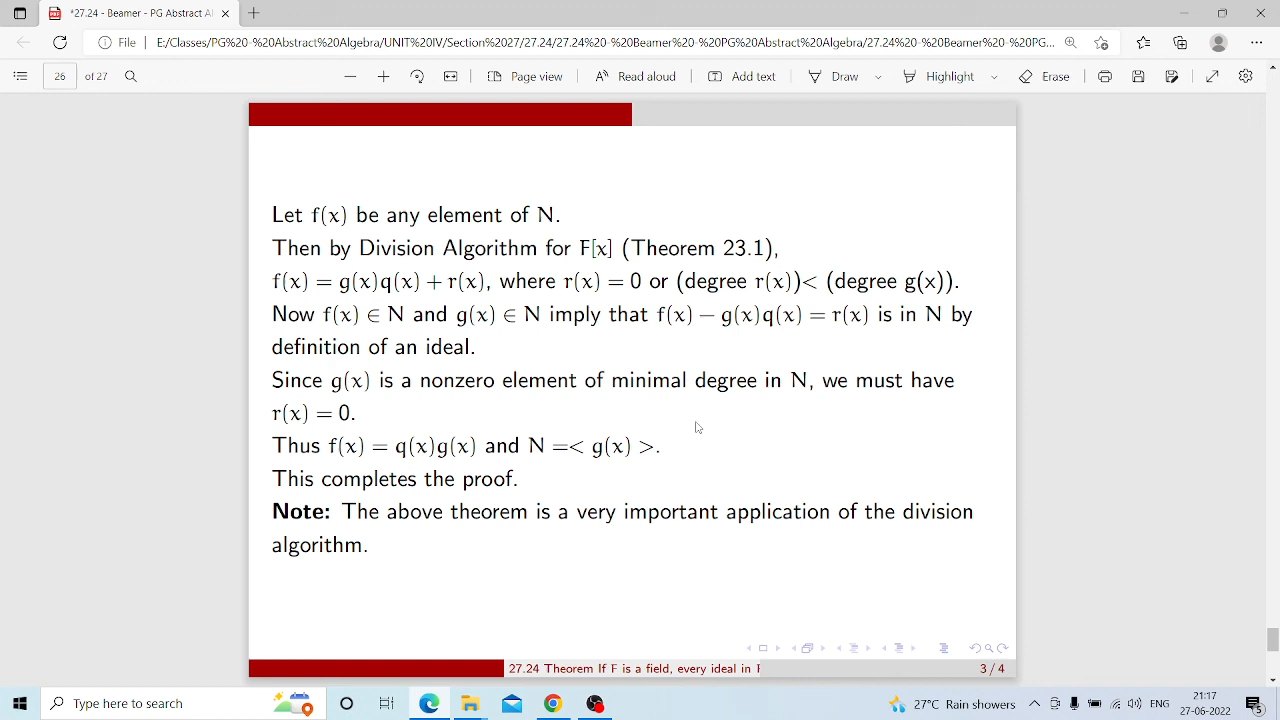 *27.24 - Beamer - PG Abstract Al
File
E:/Classes/PG%20-%20Abstract%20Algebra/UNIT%20IV/Section%2027/27.24/27.24%20-%20Beamer%20-%20PG%20Abstract%20Algebra/27.24%20-%20Beamer%20-%20PG...
26 of 27
Page view
Read aloud
Add text
Draw
Highlight
Erase
Let f(x) be any element of N.
Then by Division Algorithm for F[x] (Theorem 23.1),
f(x) = g(x)q(x) + r(x), where r(x) = 0 or (degree r(x))< (degree g(x)).
Now f(x) ∈ N and g(x) ∈ N imply that f(x) − g(x)q(x) = r(x) is in N by
definition of an ideal.
Since g(x) is a nonzero element of minimal degree in N, we must have
r(x) = 0.
Thus f(x) = q(x)g(x) and N =< g(x) >.
This completes the proof.
Note: The above theorem is a very important application of the division
algorithm.
27.24 Theorem If F is a field, every ideal in F
3 / 4
Type here to search
27°C Rain showers
ENG
21:17
27-06-2022
5